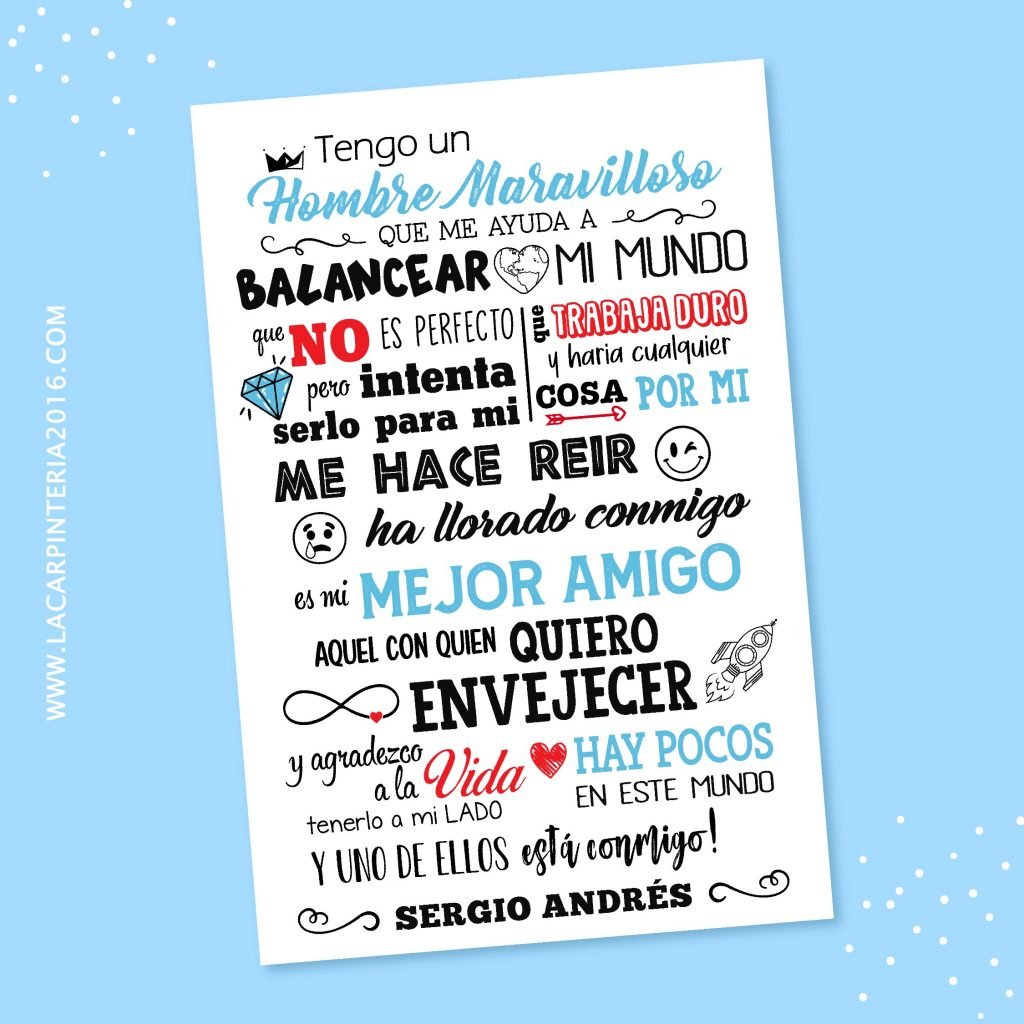 Tengo un
Hombre Maravilloso
QUE ME AYUDA A
BALANCEAR MI MUNDO
que NO ES PERFECTO
pero intenta
serlo para mi
que TRABAJA DURO
y haria cualquier
COSA POR MI
ME HACE REIR
ha llorado conmigo
es mi MEJOR AMIGO
AQUEL CON QUIEN QUIERO
ENVEJECER
y agradezco
a la Vida
tenerlo a mi LADO
HAY POCOS
EN ESTE MUNDO
Y UNO DE ELLOS está conmigo!
SERGIO ANDRÉS
WWW.LACARPINTERIA2016.COM